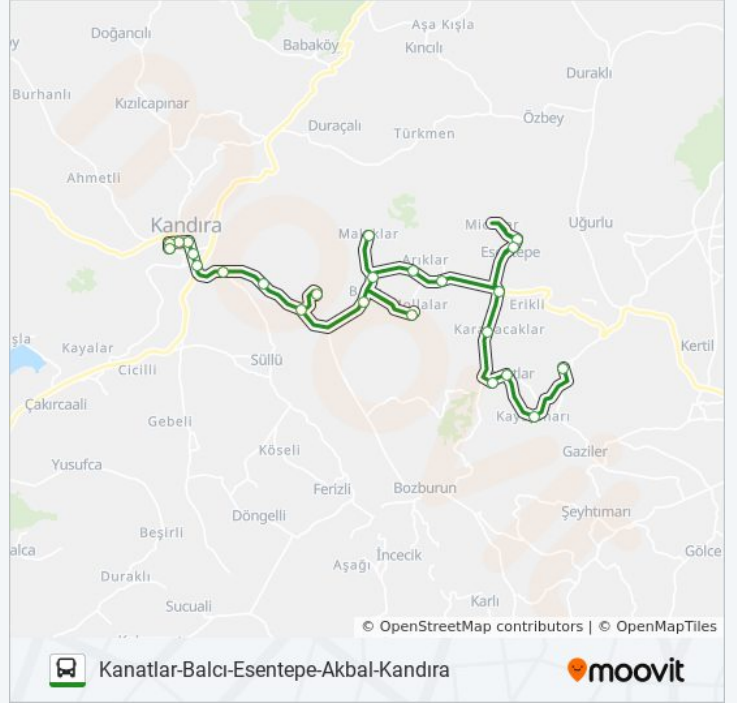 Doğancılı
Aşa Kışla
Babaköy
Kıncılı
Duraklı
Burhanlı
Kızılcapınar
Özbey
Duraçalı
Türkmen
Ahmetli
Kandıra
Uğurlu
Arıklar
Erikli
Kayalar
Süllü
Kertil
Cicilli
Çakırcaali
Gebeli
Köseli
Gaziler
Yusufca
Ferizli
Bozburun
Döngelli
Şeyhtıman
Beşirli
İncecik
Gölce
Aşağı
Duraklı
Karlı
Sucuali
© OpenStreetMap contributors | © OpenMapTiles
Kanatlar-Balcı-Esentepe-Akbal-Kandıra
moovit